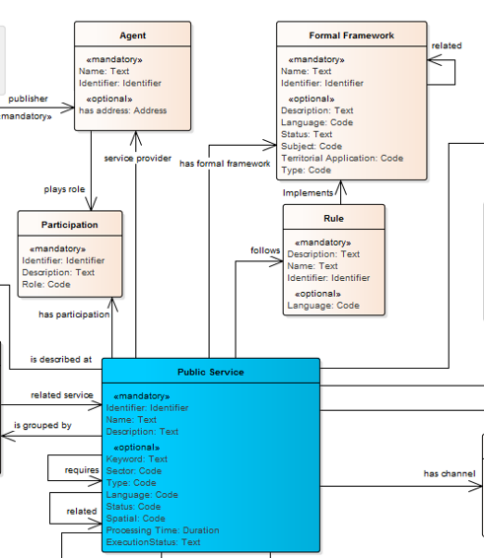 Agent
«mandatory»
Name: Text
Identifier: Identifier
«optional»
has address: Address
Formal Framework
«mandatory»
Name: Text
Identifier: Identifier
«optional»
Description: Text
Language: Code
Status: Text
Subject: Code
Territorial Application: Code
Type: Code
related
publisher
«mandatory»
service provider
has formal framework
plays role
Implements
Participation
«mandatory»
Identifier: Identifier
Description: Text
Role: Code
Rule
«mandatory»
Description: Text
Name: Text
Identifier: Identifier
«optional»
Language: Code
follows
has participation
is described at
Public Service
«mandatory»
Identifier: Identifier
Name: Text
Description: Text
«optional»
Keyword: Text
Sector: Code
Type: Code
Language: Code
Status: Code
Spatial: Code
Processing Time: Duration
ExecutionStatus: Text
related service
is grouped by
requires
related
has channel